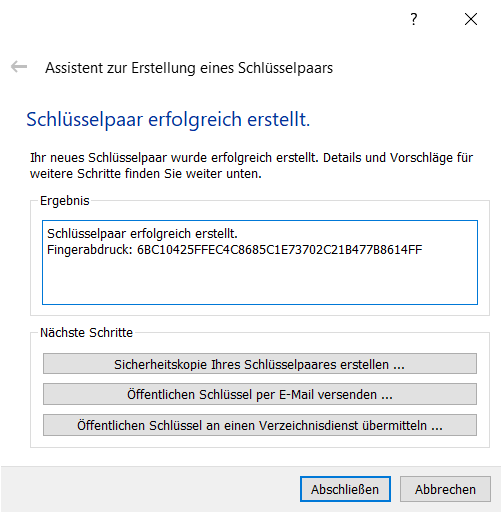 ?
Assistent zur Erstellung eines Schlüsselpaars
Schlüsselpaar erfolgreich erstellt.
Ihr neues Schlüsselpaar wurde erfolgreich erstellt. Details und Vorschläge für
weitere Schritte finden Sie weiter unten.
Ergebnis
Schlüsselpaar erfolgreich erstellt.
Fingerabdruck: 6BC10425FFEC4C8685C1E73702C21B477B8614FF
Nächste Schritte
Sicherheitskopie Ihres Schlüsselpaares erstellen ...
Öffentlichen Schlüssel per E-Mail versenden ...
Öffentlichen Schlüssel an einen Verzeichnisdienst übermitteln ...
Abschließen Abbrechen